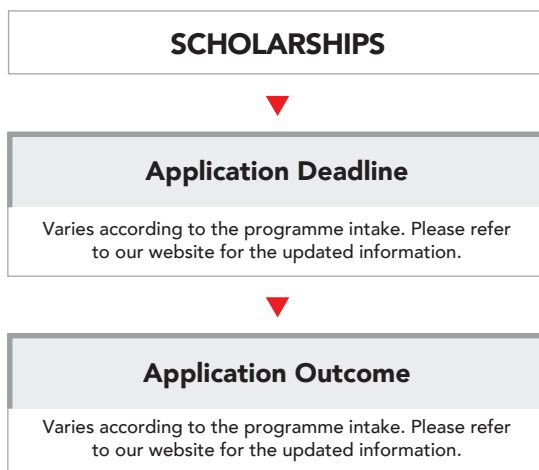 SCHOLARSHIPS
Application Deadline
Varies according to the programme intake. Please refer
to our website for the updated information.
Application Outcome
Varies according to the programme intake. Please refer
to our website for the updated information.